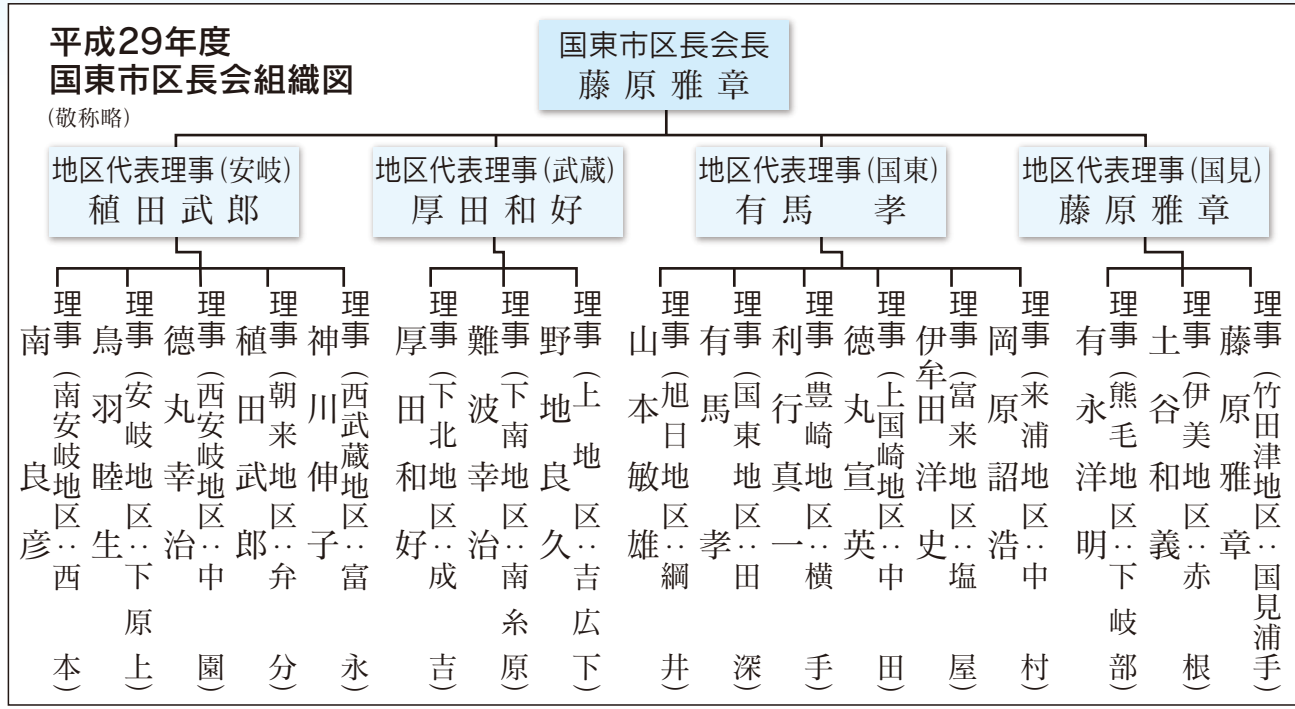 平成29年度
国東市区長会組織図
(敬称略)
国東市区長会長
藤原雅章
地区代表理事(安岐)
稙田武郎
地区代表理事(武蔵)
厚田和好
地区代表理事(国東)
有馬 孝
地区代表理事(国見)
藤原雅章
理事(竹田津地区:国見浦手)
藤原雅章
理事(伊美地区:赤根)
土谷和義
理事(熊毛地区:下岐部)
有永洋明
理事(来浦地区:中村)
岡原詔浩
理事(富来地区:塩屋)
伊牟田洋史
理事(上国崎地区:中田)
徳丸宣英
理事(豊崎地区:横手)
利行真一
理事(国東地区:田深)
有馬 孝
理事(旭日地区:綱井)
山本敏雄
理事(上地区:吉広下)
野地良久
理事(下南地区:南糸原)
難波幸治
理事(下北地区:成吉)
厚田和好
理事(西武蔵地区:富永)
神川伸子
理事(朝来地区:弁分)
稙田武郎
理事(西安岐地区:中園)
德丸幸治
理事(安岐地区:下原上)
鳥羽睦生
理事(南安岐地区:西本)
南 良彦